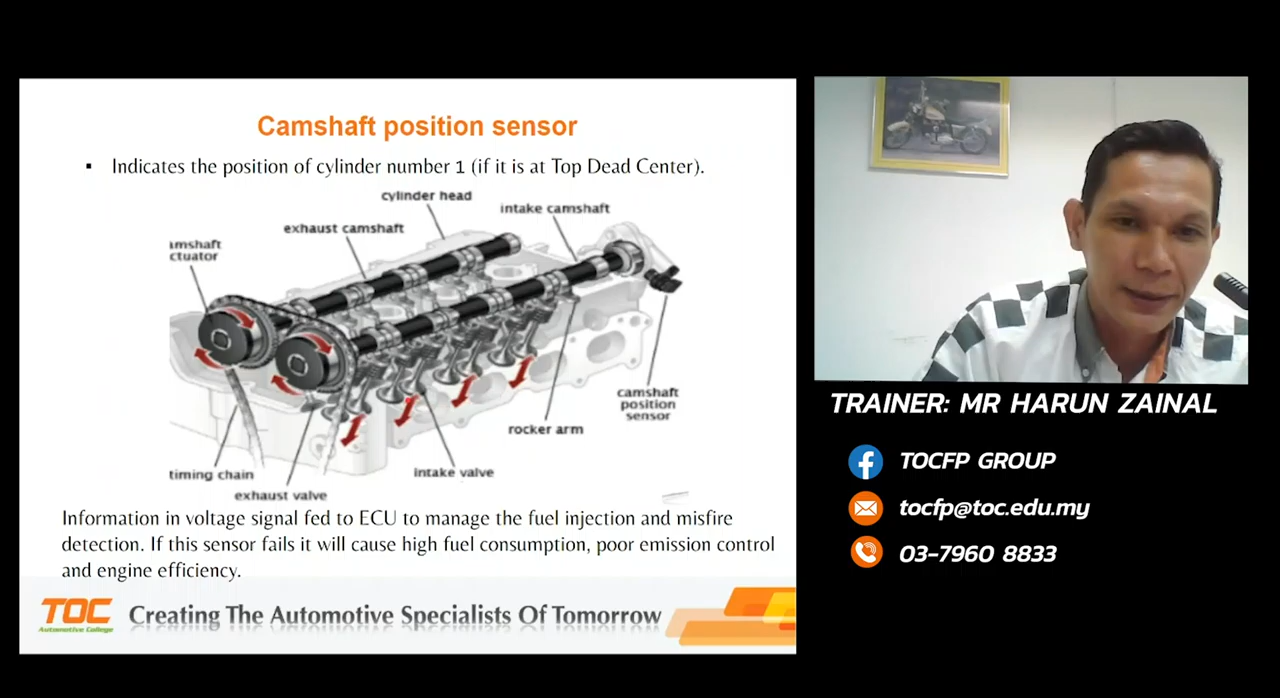 Camshaft position sensor
▪ Indicates the position of cylinder number 1 (if it is at Top Dead Center).
cylinder head
intake camshaft
exhaust camshaft
amshaft
ctuator
camshaft
position
sensor
rocker arm
intake valve
timing chain
exhaust valve
Information in voltage signal fed to ECU to manage the fuel injection and misfire
detection. If this sensor fails it will cause high fuel consumption, poor emission control
and engine efficiency.
TOC
Automotive College
Creating The Automotive Specialists Of Tomorrow
TRAINER: MR HARUN ZAINAL
TOCFP GROUP
tocfp@toc.edu.my
03-7960 8833